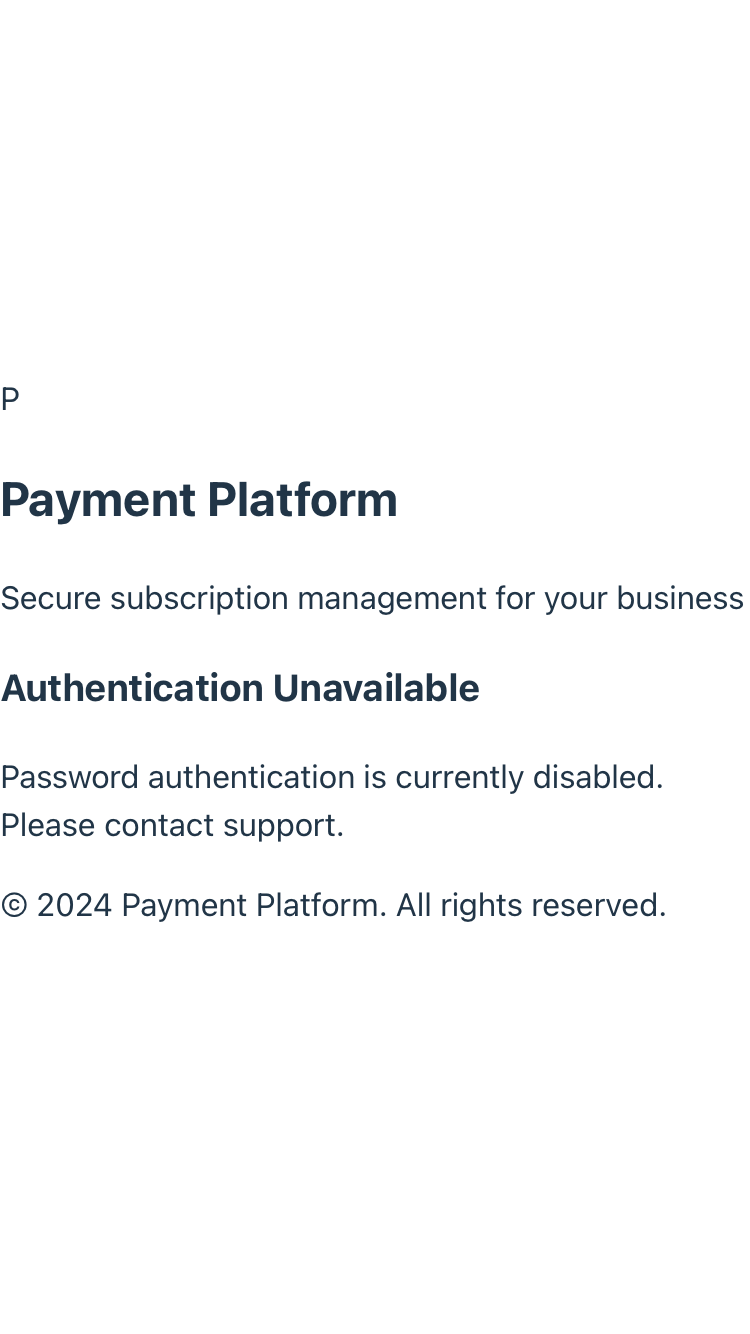 P
Payment Platform
Secure subscription management for your business
Authentication Unavailable
Password authentication is currently disabled.
Please contact support.
© 2024 Payment Platform. All rights reserved.